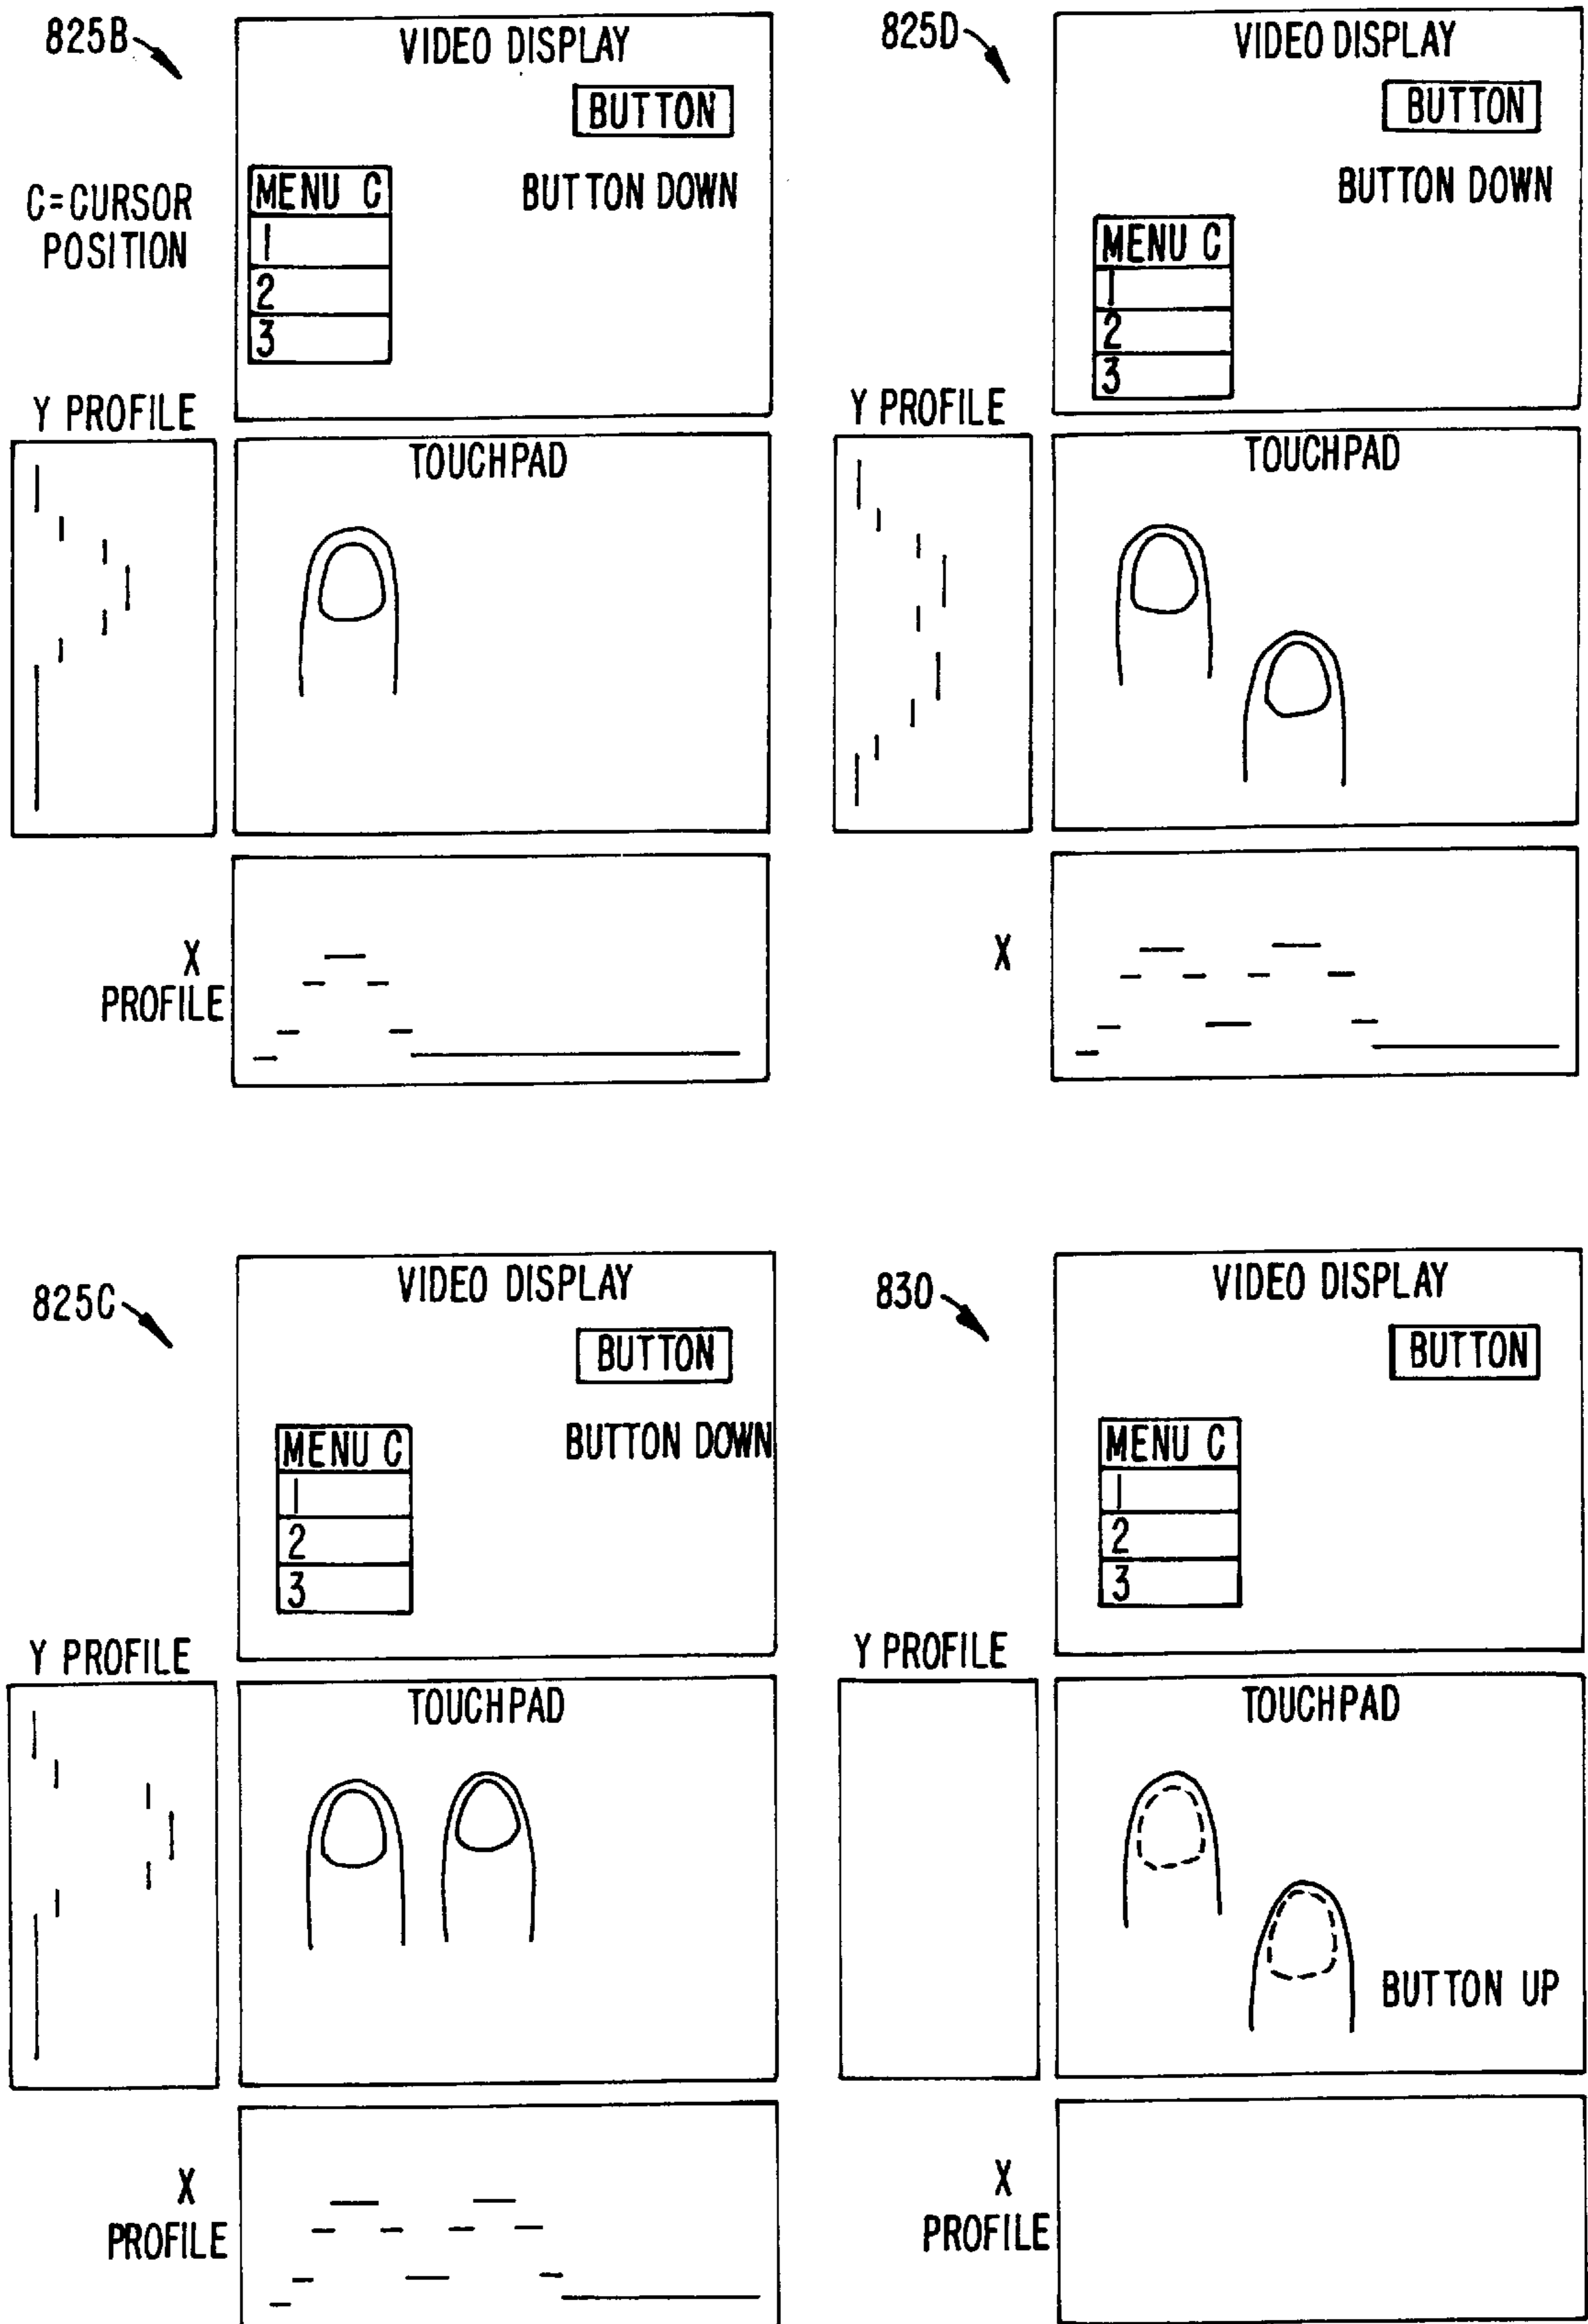 825B
VIDEO DISPLAY
BUTTON
C=CURSOR
POSITION
MENU C
BUTTON DOWN
1
2
3
Y PROFILE
TOUCHPAD
X
PROFILE
825D
VIDEO DISPLAY
BUTTON
BUTTON DOWN
MENU C
1
2
3
Y PROFILE
TOUCHPAD
X
825C
VIDEO DISPLAY
BUTTON
MENU C
BUTTON DOWN
1
2
3
Y PROFILE
TOUCHPAD
X
PROFILE
830
VIDEO DISPLAY
BUTTON
MENU C
1
2
3
Y PROFILE
TOUCHPAD
BUTTON UP
X
PROFILE